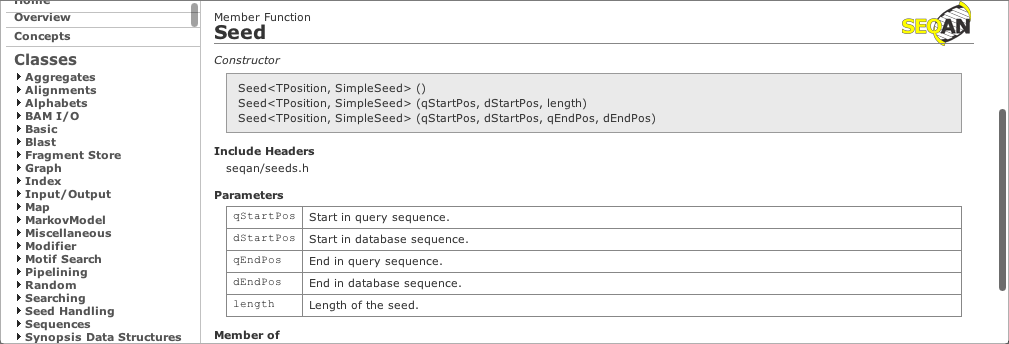 Home
Overview
Concepts
Classes
Aggregates
Alignments
Alphabets
BAM I/O
Basic
Blast
Fragment Store
Graph
Index
Input/Output
Map
MarkovModel
Miscellaneous
Modifier
Motif Search
Pipelining
Random
Searching
Seed Handling
Sequences
Synopsis Data Structures
Member Function
Seed
SEQAN
Constructor
Seed<TPosition, SimpleSeed> ()
Seed<TPosition, SimpleSeed> (qStartPos, dStartPos, length)
Seed<TPosition, SimpleSeed> (qStartPos, dStartPos, qEndPos, dEndPos)
Include Headers
seqan/seeds.h
Parameters
qStartPos Start in query sequence.
dStartPos Start in database sequence.
qEndPos End in query sequence.
dEndPos End in database sequence.
length Length of the seed.
Member of